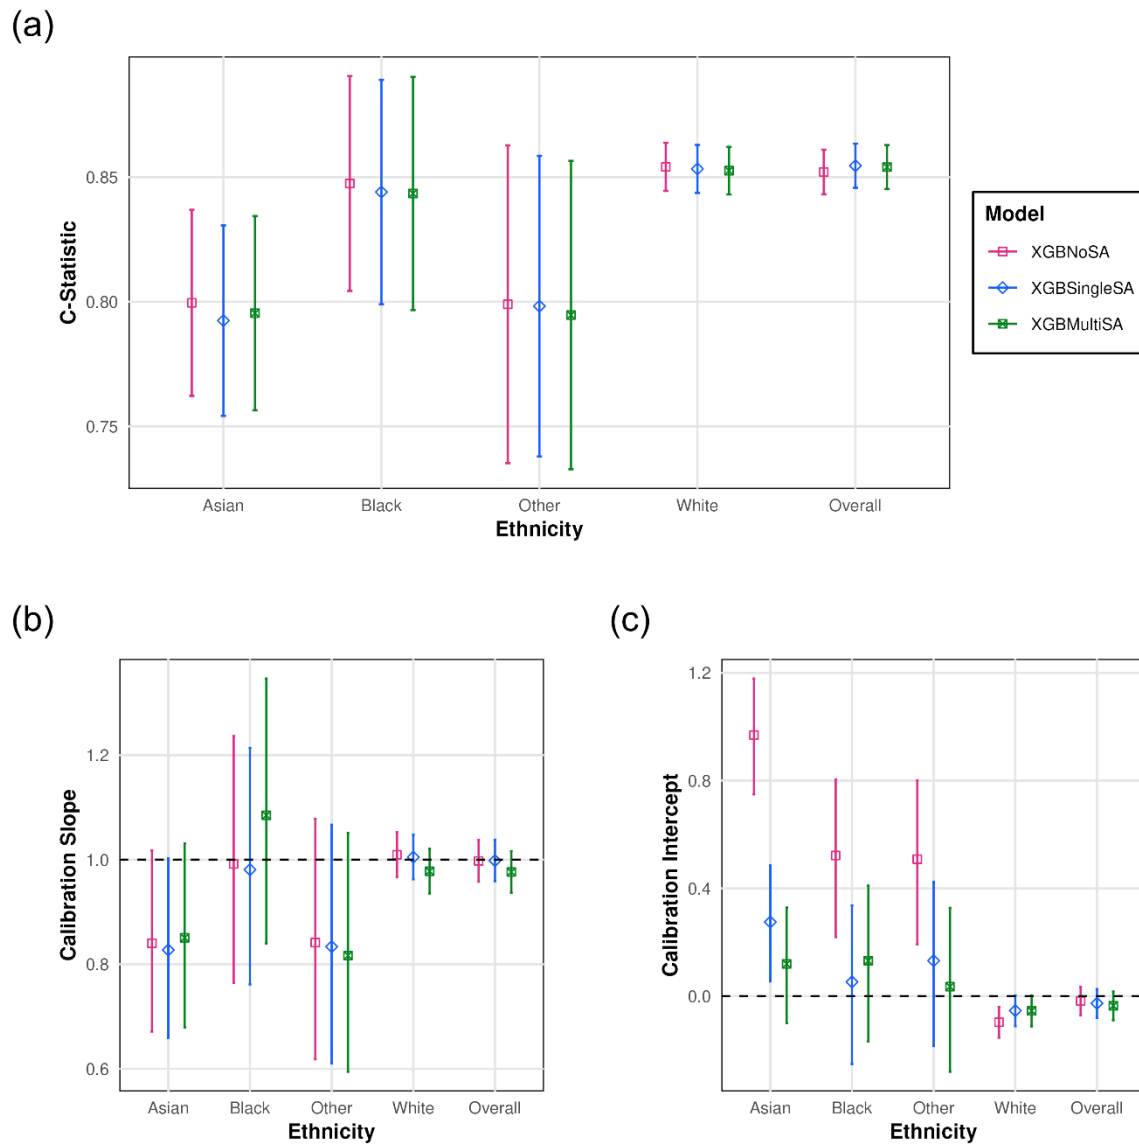 (a)
C-Statistic
0.85
0.80
0.75
Asian Black Other White Overall
Ethnicity
Model
XGBNoSA
XGBSingleSA
XGBMultiSA
(b)
Calibration Slope
1.2
1.0
0.8
0.6
Asian Black Other White Overall
Ethnicity
(c)
Calibration Intercept
1.2
0.8
0.4
0.0
Asian Black Other White Overall
Ethnicity